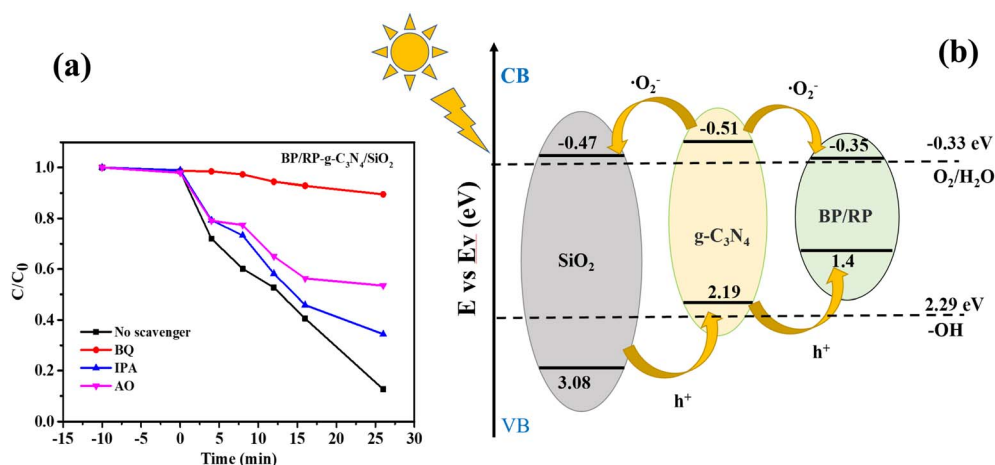 (a)
BP/RP-g-C₃N₄/SiO₂
C/C₀
1.0
0.8
0.6
0.4
0.2
0.0
No scavenger
BQ
IPA
AO
-15 -10 -5 0 5 10 15 20 25 30
Time (min)
(b)
CB
E vs Ev (eV)
VB
·O₂⁻
·O₂⁻
-0.47
-0.51
-0.35
-0.33 eV
O₂/H₂O
SiO₂
g-C₃N₄
BP/RP
1.4
2.19
2.29 eV
-OH
3.08
h⁺
h⁺